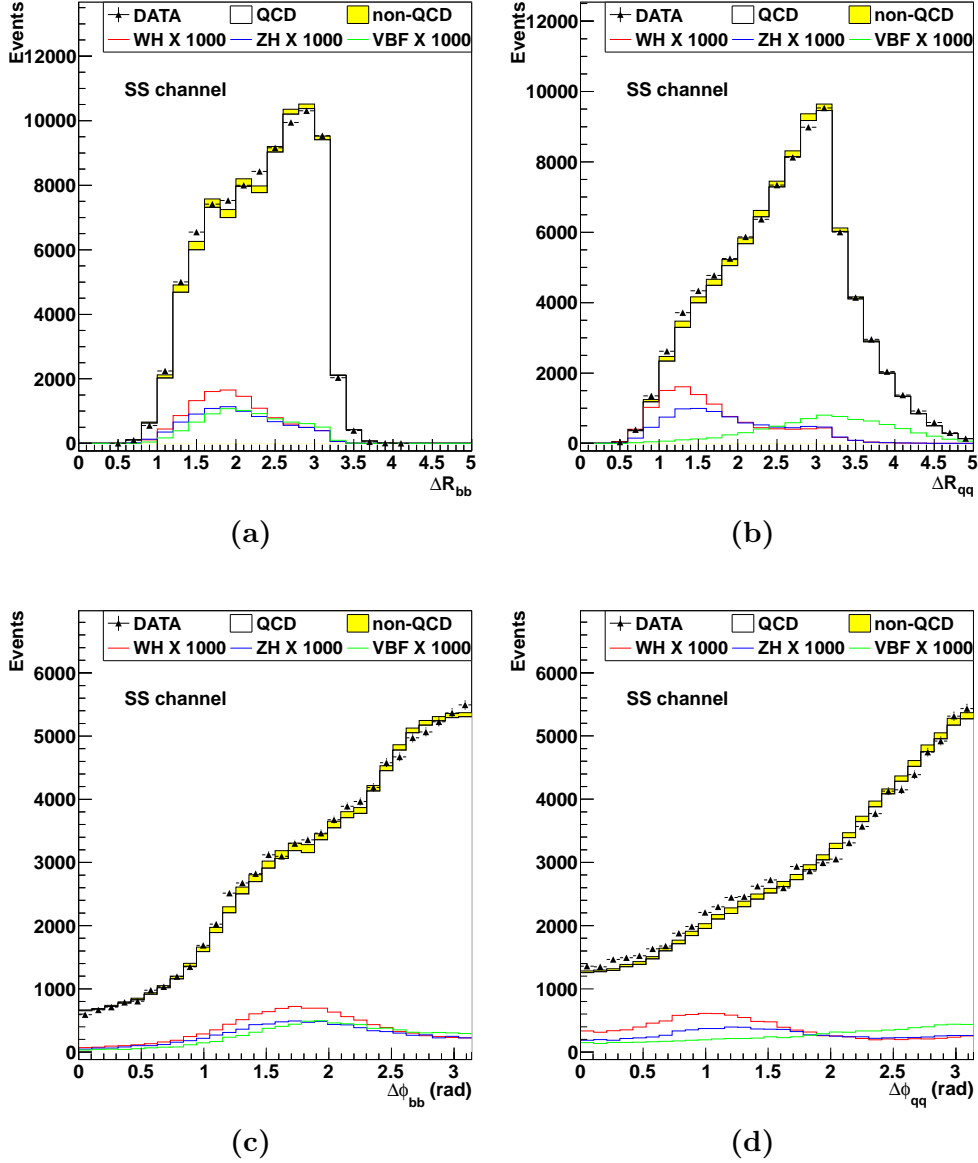 DATA QCD non-QCD
WH X 1000 ZH X 1000 VBF X 1000
SS channel
Events
12000
10000
8000
6000
4000
2000
0
0 0.5 1 1.5 2 2.5 3 3.5 4 4.5 5
ΔR_bb
(a)
DATA QCD non-QCD
WH X 1000 ZH X 1000 VBF X 1000
SS channel
Events
12000
10000
8000
6000
4000
2000
0
0 0.5 1 1.5 2 2.5 3 3.5 4 4.5 5
ΔR_qq
(b)
DATA QCD non-QCD
WH X 1000 ZH X 1000 VBF X 1000
SS channel
Events
6000
5000
4000
3000
2000
1000
0
0 0.5 1 1.5 2 2.5 3
Δϕ_bb (rad)
(c)
DATA QCD non-QCD
WH X 1000 ZH X 1000 VBF X 1000
SS channel
Events
6000
5000
4000
3000
2000
1000
0
0 0.5 1 1.5 2 2.5 3
Δϕ_qq (rad)
(d)